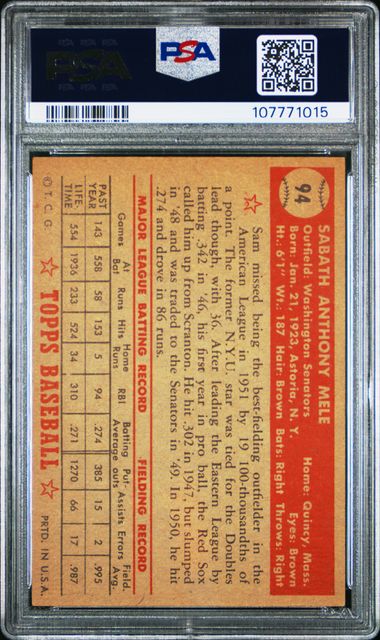 PSA
PSA
107771015
94
SABATH ANTHONY MELE
Outfield: Washington Senators Home: Quincy, Mass.
Born: Jan. 21, 1923, Astoria, N. Y. Eyes: Brown
Ht.: 6'1" Wt.: 187 Hair: Brown Bats: Right Throws: Right
Sam missed being the best-fielding outfielder in the
American League in 1951 by 19 100-thousandths of
a point. The former N.Y.U. star was tied for the Doubles
lead though, with 36. After leading the Eastern League by
batting .342 in '46, his first year in pro ball, the Red Sox
called him up from Scranton. He hit .302 in 1947, but slumped
in '48 and was traded to the Senators in '49. In 1950, he hit
.274 and drove in 86 runs.
MAJOR LEAGUE BATTING RECORD FIELDING RECORD
Games At Bat Runs Hits Home Runs RBI Batting Average Put-outs Assists Errors Field. Avg.
PAST YEAR 143 558 58 153 5 94 .274 385 15 2 .995
LIFE-TIME 554 1936 233 524 34 310 .271 1270 66 17 .987
© T. C. G. TOPPS BASEBALL PRTD. IN U.S.A.